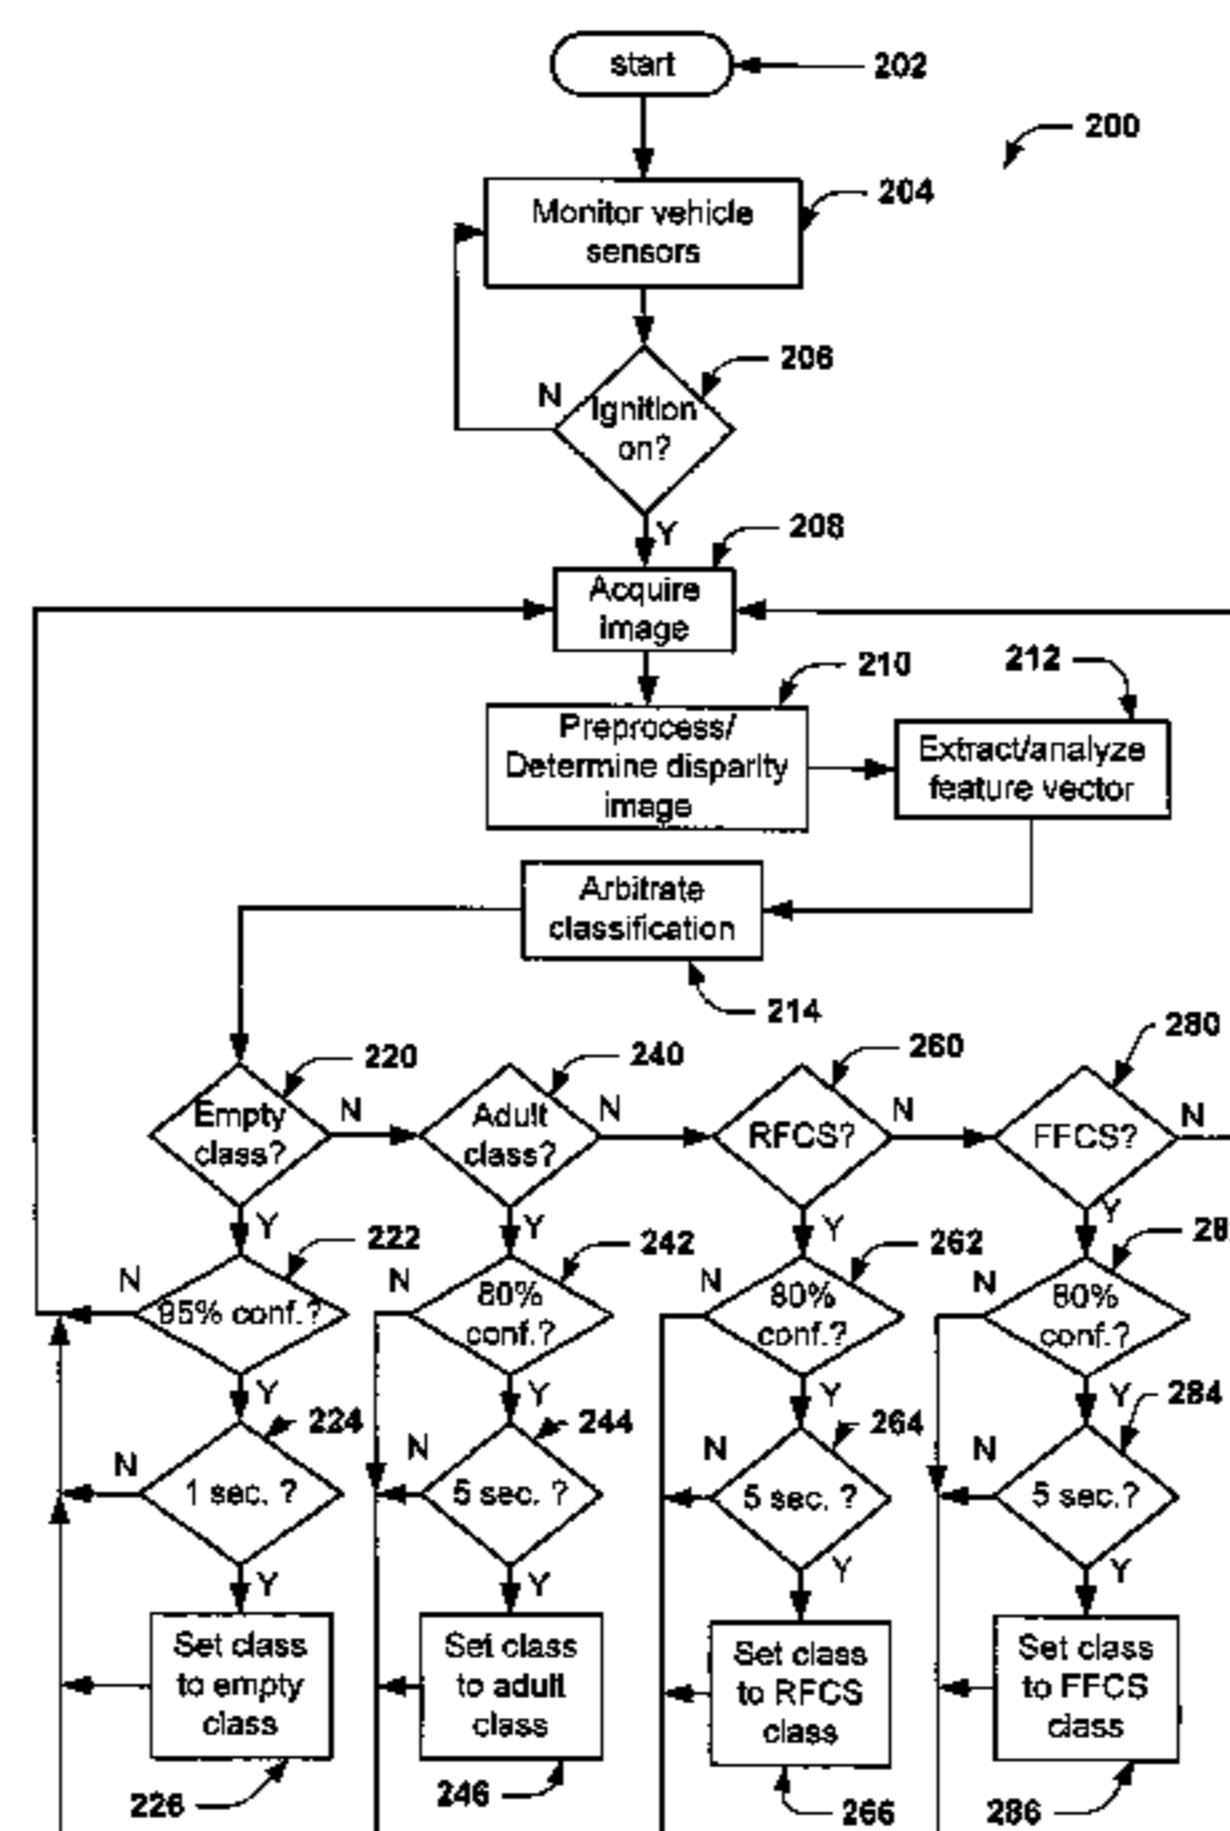 start
202
200
Monitor vehicle
sensors
204
206
N
Ignition
on?
Y
208
Acquire
image
210
212
Preprocess/
Determine disparity
image
Extract/analyze
feature vector
Arbitrate
classification
214
220
240
260
280
Empty
class?
N
Adult
class?
N
RFCS?
N
FFCS?
N
Y
Y
Y
Y
222
242
262
28
N
95% conf.?
N
80%
conf.?
N
80%
conf.?
N
80%
conf.?
Y
Y
Y
Y
224
244
264
284
N
1 sec. ?
N
5 sec. ?
N
5 sec. ?
N
5 sec.?
Y
Y
Y
Y
Set class
to empty
class
Set class
to adult
class
Set class
to RFCS
class
Set class
to FFCS
class
226
246
266
286